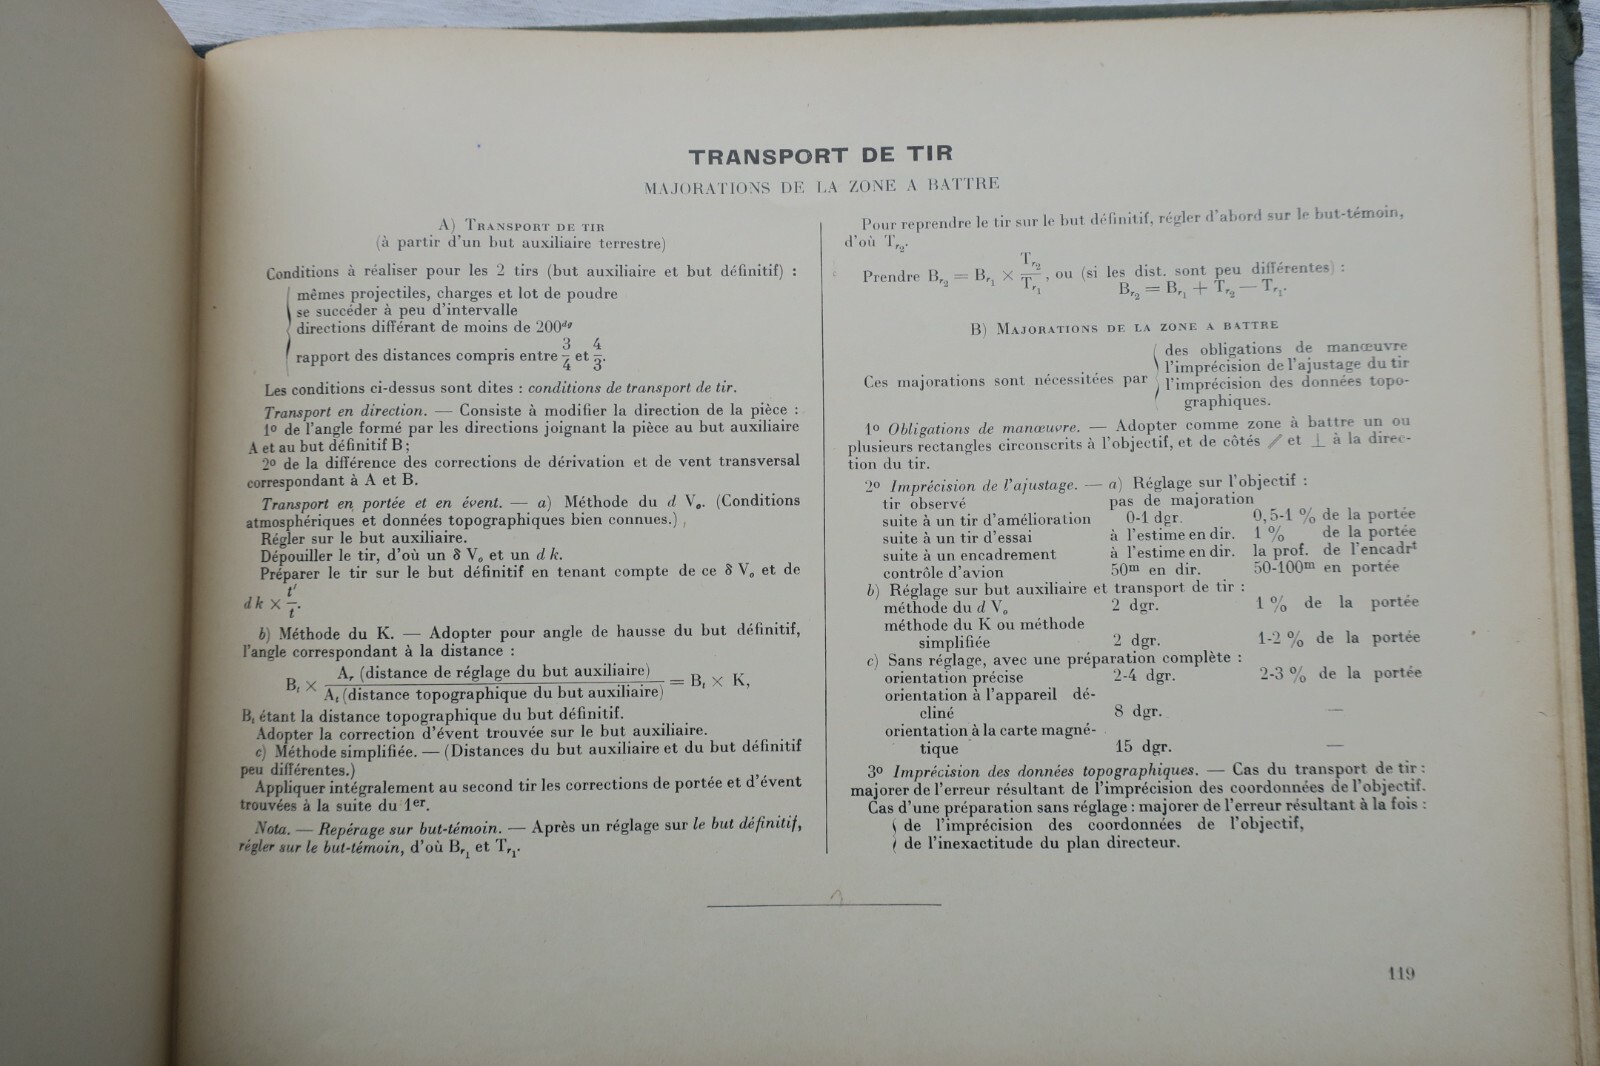 TRANSPORT DE TIR
MAJORATIONS DE LA ZONE A BATTRE
A) TRANSPORT DE TIR
(à partir d'un but auxiliaire terrestre)
Conditions à réaliser pour les 2 tirs (but auxiliaire et but définitif) :
mêmes projectiles, charges et lot de poudre
se succéder à peu d'intervalle
directions différant de moins de 200dg
rapport des distances compris entre 3/4 et 4/3.
Les conditions ci-dessus sont dites : conditions de transport de tir.
Transport en direction. — Consiste à modifier la direction de la pièce :
1o de l'angle formé par les directions joignant la pièce au but auxiliaire
A et au but définitif B ;
2o de la différence des corrections de dérivation et de vent transversal
correspondant à A et B.
Transport en portée et en évent. — a) Méthode du d Vo. (Conditions
atmosphériques et données topographiques bien connues.)
Régler sur le but auxiliaire.
Dépouiller le tir, d'où un δ Vo et un d k.
Préparer le tir sur le but définitif en tenant compte de ce δ Vo et de
dk × t'/t.
b) Méthode du K. — Adopter pour angle de hausse du but définitif,
l'angle correspondant à la distance :
Bt × Ar (distance de réglage du but auxiliaire) / At (distance topographique du but auxiliaire) = Bt × K,
Bt étant la distance topographique du but définitif.
Adopter la correction d'évent trouvée sur le but auxiliaire.
c) Méthode simplifiée. — (Distances du but auxiliaire et du but définitif
peu différentes.)
Appliquer intégralement au second tir les corrections de portée et d'évent
trouvées à la suite du 1er.
Nota. — Repérage sur but-témoin. — Après un réglage sur le but définitif,
régler sur le but-témoin, d'où Br1 et Tr1.
Pour reprendre le tir sur le but définitif, régler d'abord sur le but-témoin,
d'où Tr2.
Prendre Br2 = Br1 × Tr2/Tr1, ou (si les dist. sont peu différentes) :
Br2 = Br1 + Tr2 — Tr1.
B) MAJORATIONS DE LA ZONE A BATTRE
Ces majorations sont nécessitées par
des obligations de manœuvre
l'imprécision de l'ajustage du tir
l'imprécision des données topo-
graphiques.
1o Obligations de manœuvre. — Adopter comme zone à battre un ou
plusieurs rectangles circonscrits à l'objectif, et de côtés ⫽ et ⊥ à la direc-
tion du tir.
2o Imprécision de l'ajustage. — a) Réglage sur l'objectif :
tir observé pas de majoration
suite à un tir d'amélioration 0-1 dgr. 0,5-1 % de la portée
suite à un tir d'essai à l'estime en dir. 1 % de la portée
suite à un encadrement à l'estime en dir. la prof. de l'encadrt
contrôle d'avion 50m en dir. 50-100m en portée
b) Réglage sur but auxiliaire et transport de tir :
méthode du d Vo 2 dgr. 1 % de la portée
méthode du K ou méthode
simplifiée 2 dgr. 1-2 % de la portée
c) Sans réglage, avec une préparation complète :
orientation précise 2-4 dgr. 2-3 % de la portée
orientation à l'appareil dé-
cliné 8 dgr. —
orientation à la carte magné-
tique 15 dgr. —
3o Imprécision des données topographiques. — Cas du transport de tir :
majorer de l'erreur résultant de l'imprécision des coordonnées de l'objectif.
Cas d'une préparation sans réglage : majorer de l'erreur résultant à la fois :
de l'imprécision des coordonnées de l'objectif,
de l'inexactitude du plan directeur.
119